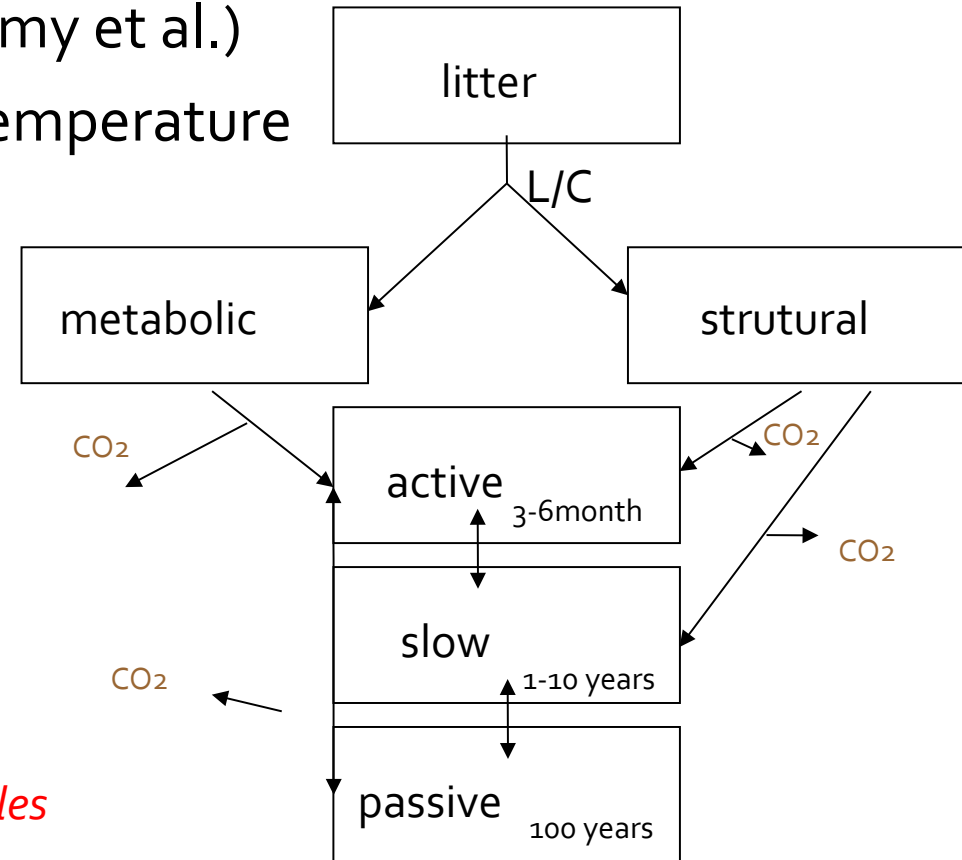 my et al.)
litter
emperature
L/C
metabolic
strutural
CO2
CO2
active
3-6month
CO2
slow
CO2
1-10 years
les
passive
100 years